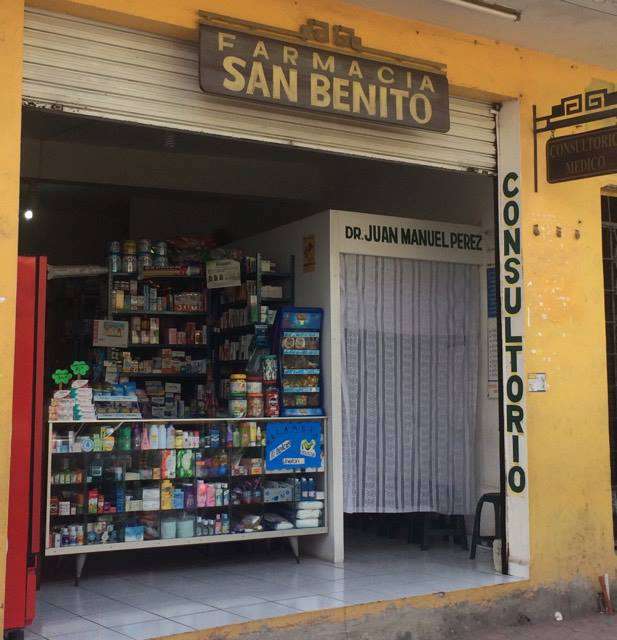 FARMACIA
SAN BENITO
CONSULTORIO
MEDICO
DR. JUAN MANUEL PEREZ
CONSULTORIO